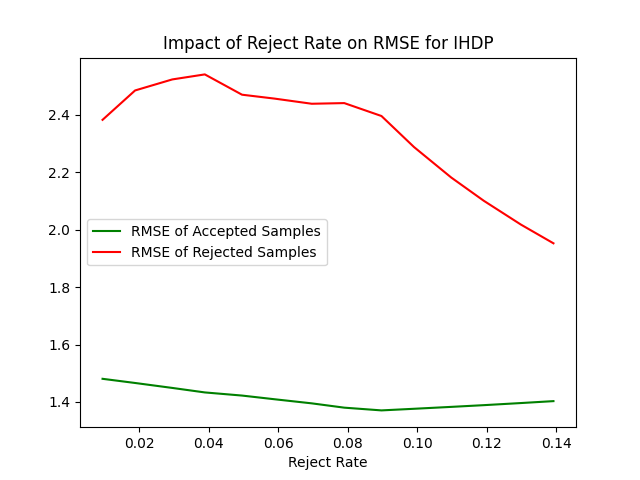 Impact of Reject Rate on RMSE for IHDP
2.4
2.2
2.0
1.8
1.6
1.4
RMSE of Accepted Samples
RMSE of Rejected Samples
0.02 0.04 0.06 0.08 0.10 0.12 0.14
Reject Rate